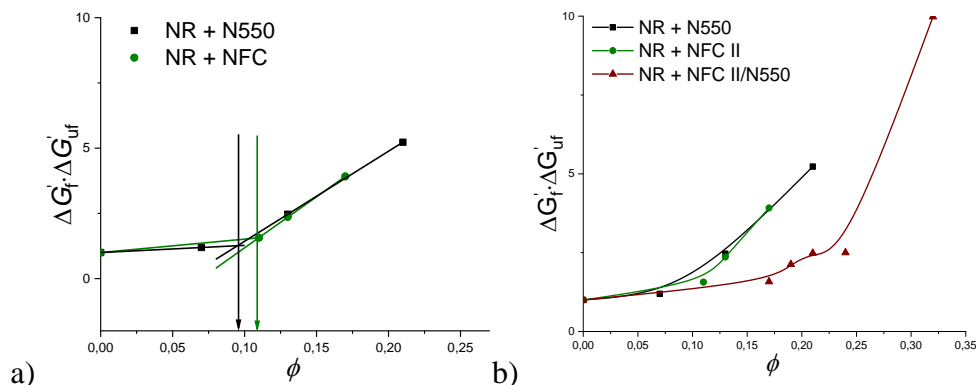 10
5
0
0,00
0,05
0,10
0,15
0,20
0,25
ϕ
ΔG'f·ΔG'uf
NR + N550
NR + NFC
a)
10
5
0
0,00
0,05
0,10
0,15
0,20
0,25
0,30
0,35
ϕ
ΔG'f·ΔG'uf
NR + N550
NR + NFC II
NR + NFC II/N550
b)